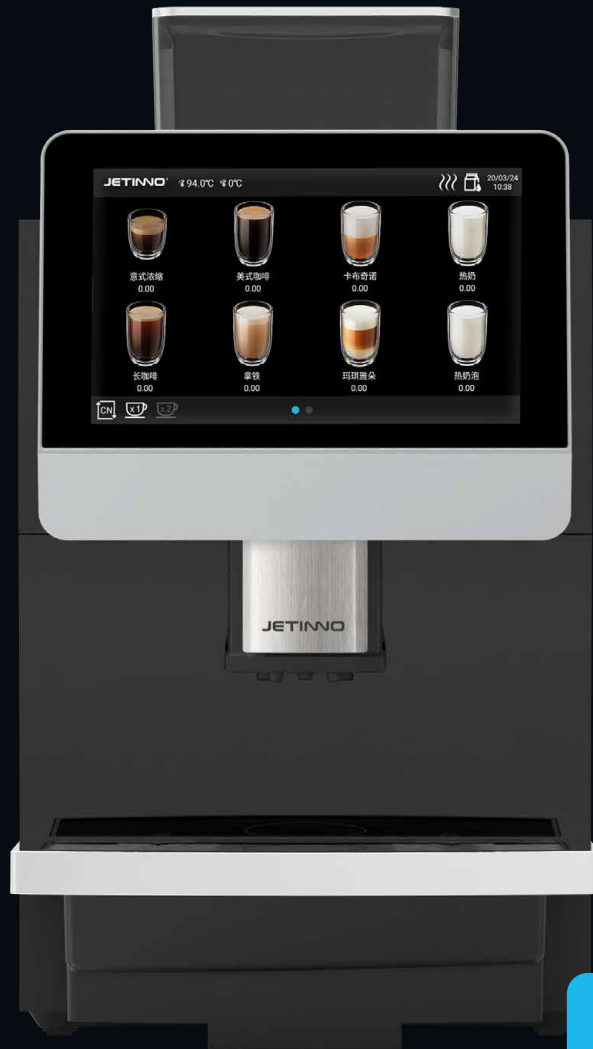 JETINNO 94.0℃ 0℃
20/03/24
10:38
意式浓缩
0.00
美式咖啡
0.00
卡布奇诺
0.00
热奶
0.00
长咖啡
0.00
拿铁
0.00
玛琪雅朵
0.00
热奶泡
0.00
CN x1 x2
JETINNO